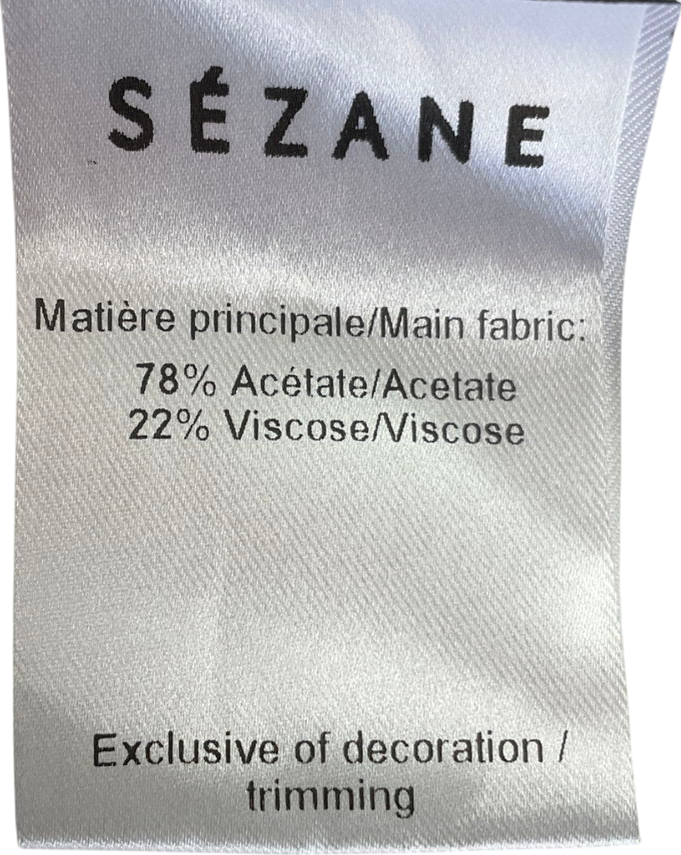 SÉZANE
Matière principale/Main fabric:
78% Acétate/Acetate
22% Viscose/Viscose
Exclusive of decoration /
trimming